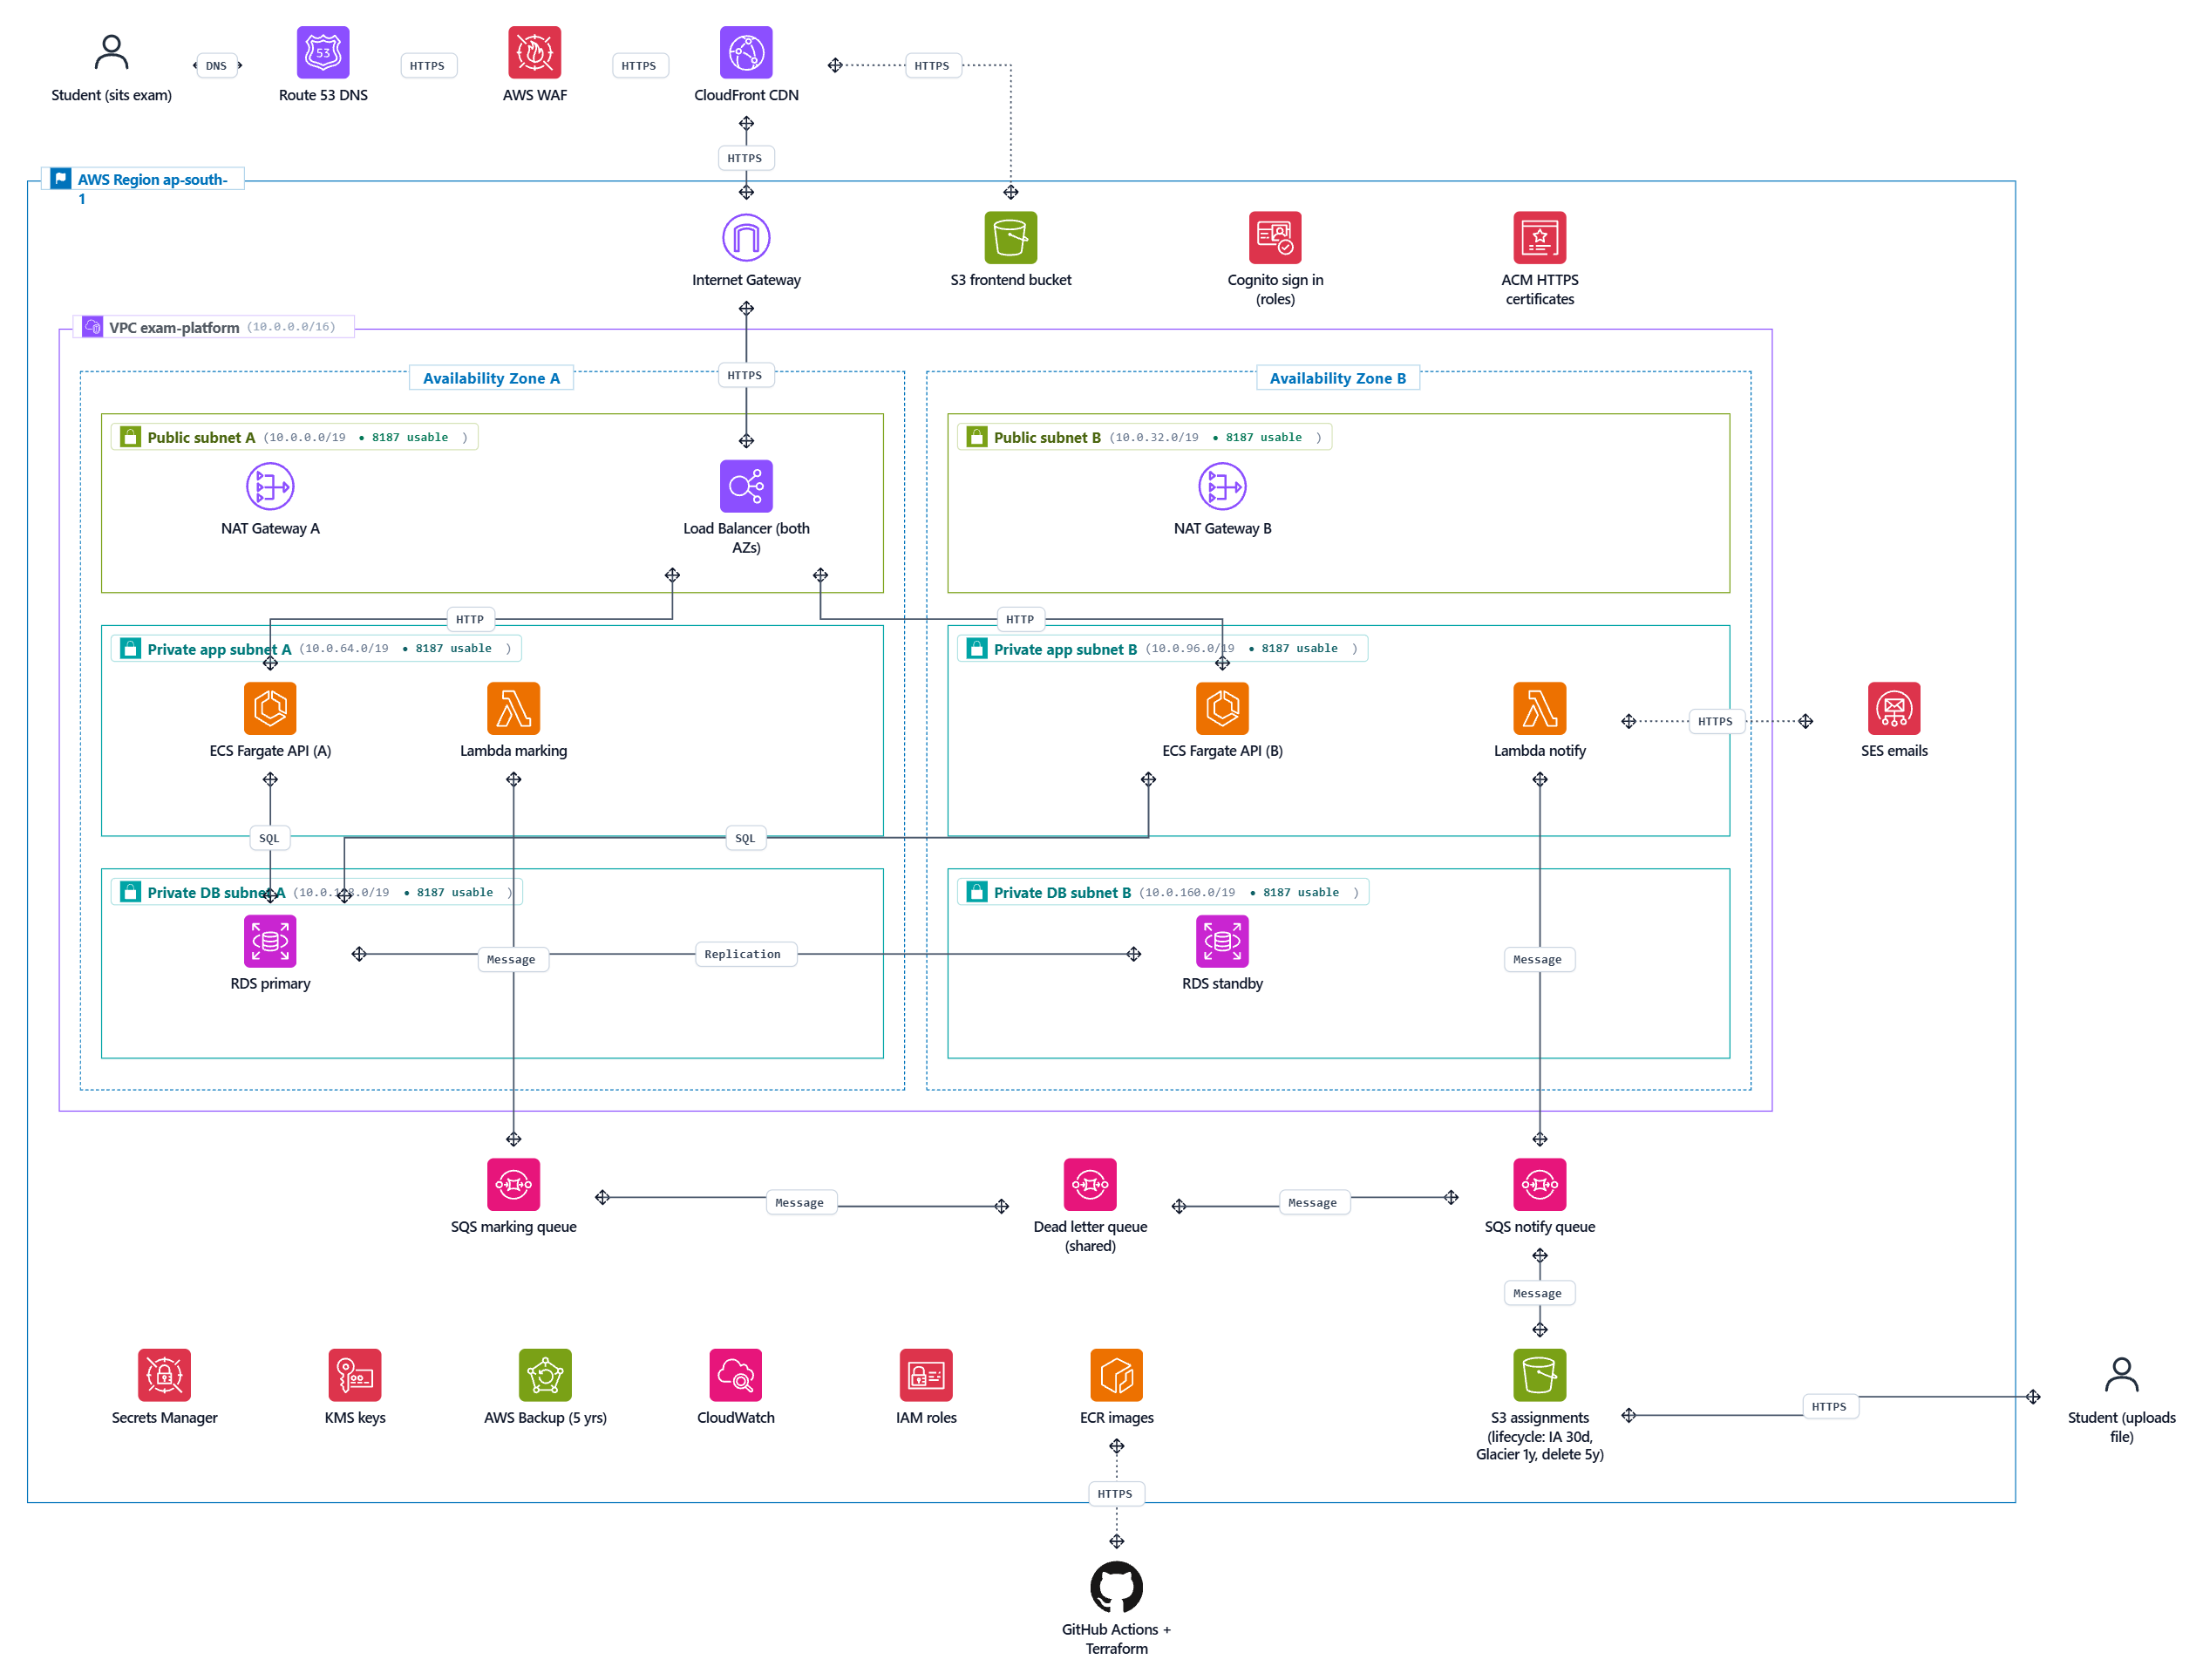 DNS
HTTPS
HTTPS
HTTPS
Student (sits exam)
53
Route 53 DNS
AWS WAF
CloudFront CDN
HTTPS
AWS Region ap-south-
1
Internet Gateway
S3 frontend bucket
Cognito sign in
(roles)
ACM HTTPS
certificates
VPC exam-platform (10.0.0.0/16)
HTTPS
Availability Zone A
Availability Zone B
Public subnet A (10.0.0.0/19 • 8187 usable )
Public subnet B (10.0.32.0/19 • 8187 usable )
NAT Gateway A
Load Balancer (both
AZs)
NAT Gateway B
HTTP
HTTP
Private app subnet A (10.0.64.0/19 • 8187 usable )
Private app subnet B (10.0.96.0/19 • 8187 usable )
HTTPS
ECS Fargate API (A)
Lambda marking
ECS Fargate API (B)
Lambda notify
SES emails
SQL
SQL
Private DB subnet A • 8187 usable )
Private DB subnet B (10.0.160.0/19 • 8187 usable )
Message
Replication
Message
RDS primary
RDS standby
Message
Message
SQS marking queue
Dead letter queue
(shared)
SQS notify queue
Message
Secrets Manager
KMS keys
AWS Backup (5 yrs)
CloudWatch
IAM roles
ECR images
S3 assignments
(lifecycle: IA 30d,
Glacier 1y, delete 5y)
HTTPS
Student (uploads
file)
HTTPS
GitHub Actions +
Terraform